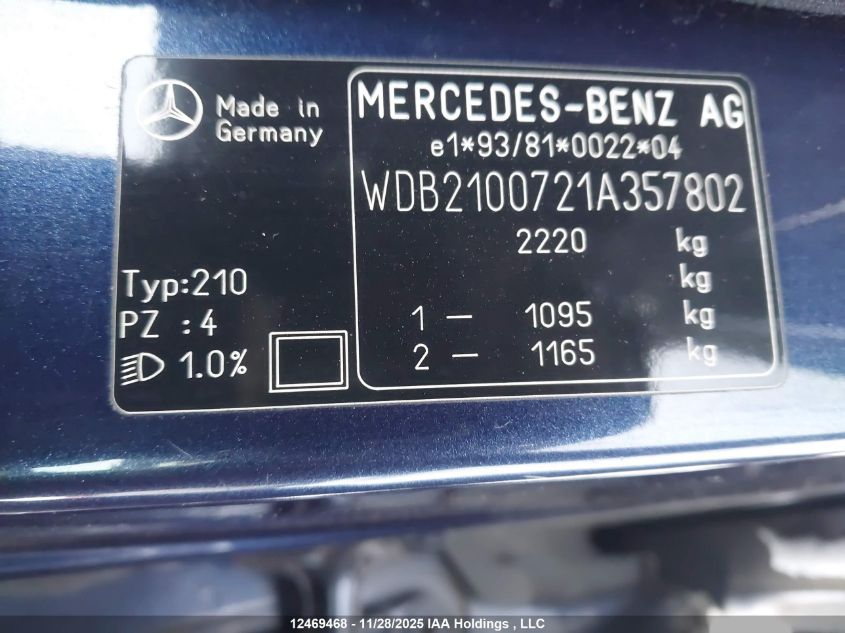 Made in
Germany
MERCEDES-BENZ AG
e1*93/81*0022*04
WDB2100721A357802
2220 kg
kg
1 — 1095 kg
2 — 1165 kg
Typ:210
PZ :4
1.0%
12469468 - 11/28/2025 IAA Holdings , LLC